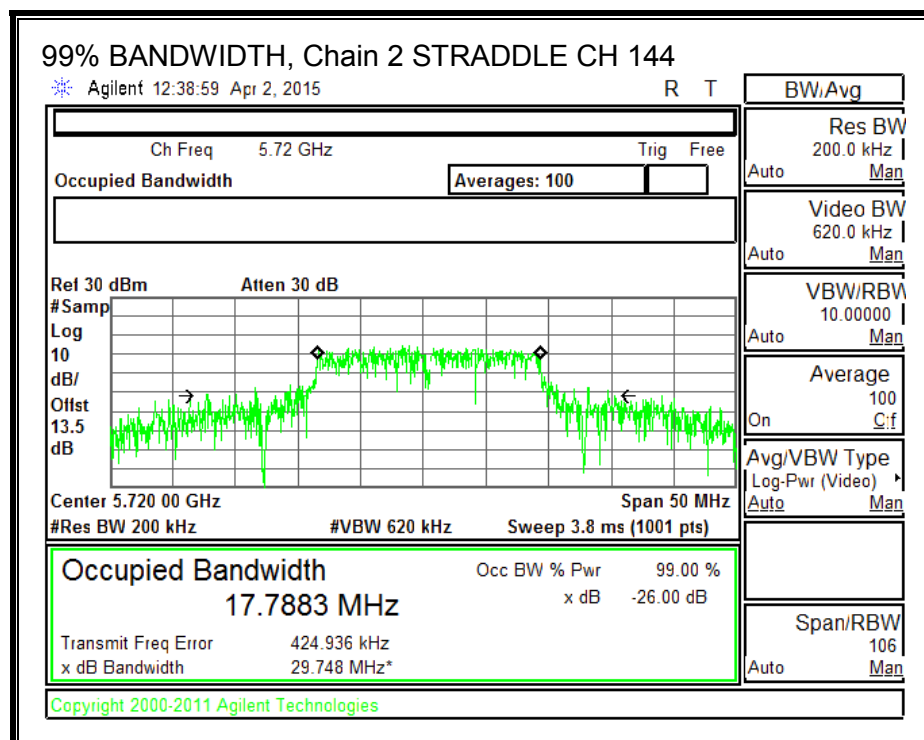 99% BANDWIDTH, Chain 2 STRADDLE CH 144
Agilent 12:38:59 Apr 2, 2015 R T
Ch Freq 5.72 GHz Trig Free
Occupied Bandwidth Averages: 100
Ref 30 dBm Atten 30 dB
#Samp
Log
10
dB/
Offst
13.5
dB
Center 5.720 00 GHz Span 50 MHz
#Res BW 200 kHz #VBW 620 kHz Sweep 3.8 ms (1001 pts)
Occupied Bandwidth Occ BW % Pwr 99.00 %
17.7883 MHz x dB -26.00 dB
Transmit Freq Error 424.936 kHz
x dB Bandwidth 29.748 MHz*
Copyright 2000-2011 Agilent Technologies
BW/Avg
Res BW
200.0 kHz
Auto Man
Video BW
620.0 kHz
Auto Man
VBW/RBW
10.00000
Auto Man
Average
100
On
Avg/VBW Type
Log-Pwr (Video)
Auto Man
Span/RBW
106
Auto Man